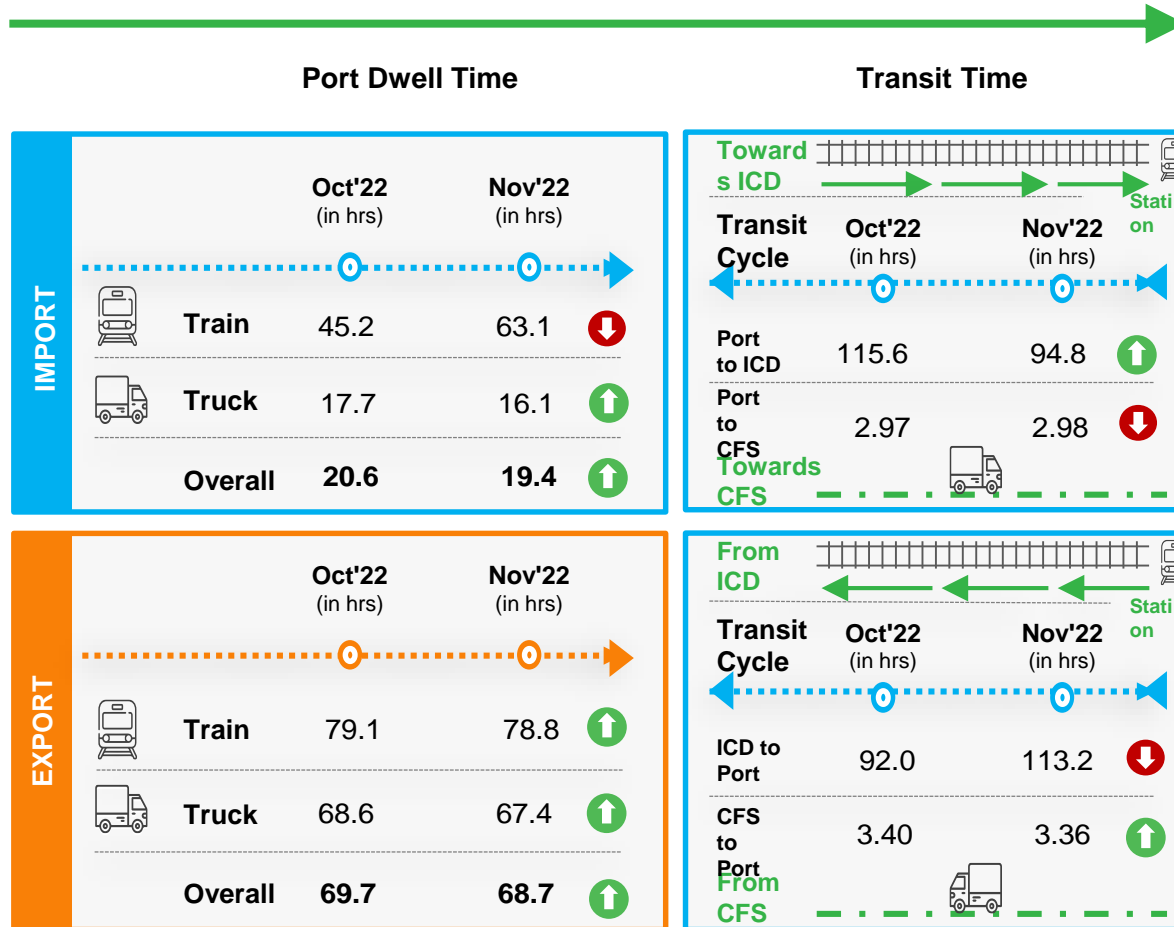 Port Dwell Time
Transit Time
IMPORT
Oct'22 Nov'22
(in hrs) (in hrs)
Train 45.2 63.1
Truck 17.7 16.1
Overall 20.6 19.4
Toward
s ICD
Stati
on
Transit
Cycle
Oct'22 Nov'22
(in hrs) (in hrs)
Port
to ICD
115.6 94.8
Port
to
CFS
2.97 2.98
Towards
CFS
EXPORT
Oct'22 Nov'22
(in hrs) (in hrs)
Train 79.1 78.8
Truck 68.6 67.4
Overall 69.7 68.7
From
ICD
Stati
on
Transit
Cycle
Oct'22 Nov'22
(in hrs) (in hrs)
ICD to
Port
92.0 113.2
CFS
to
Port
3.40 3.36
From
CFS